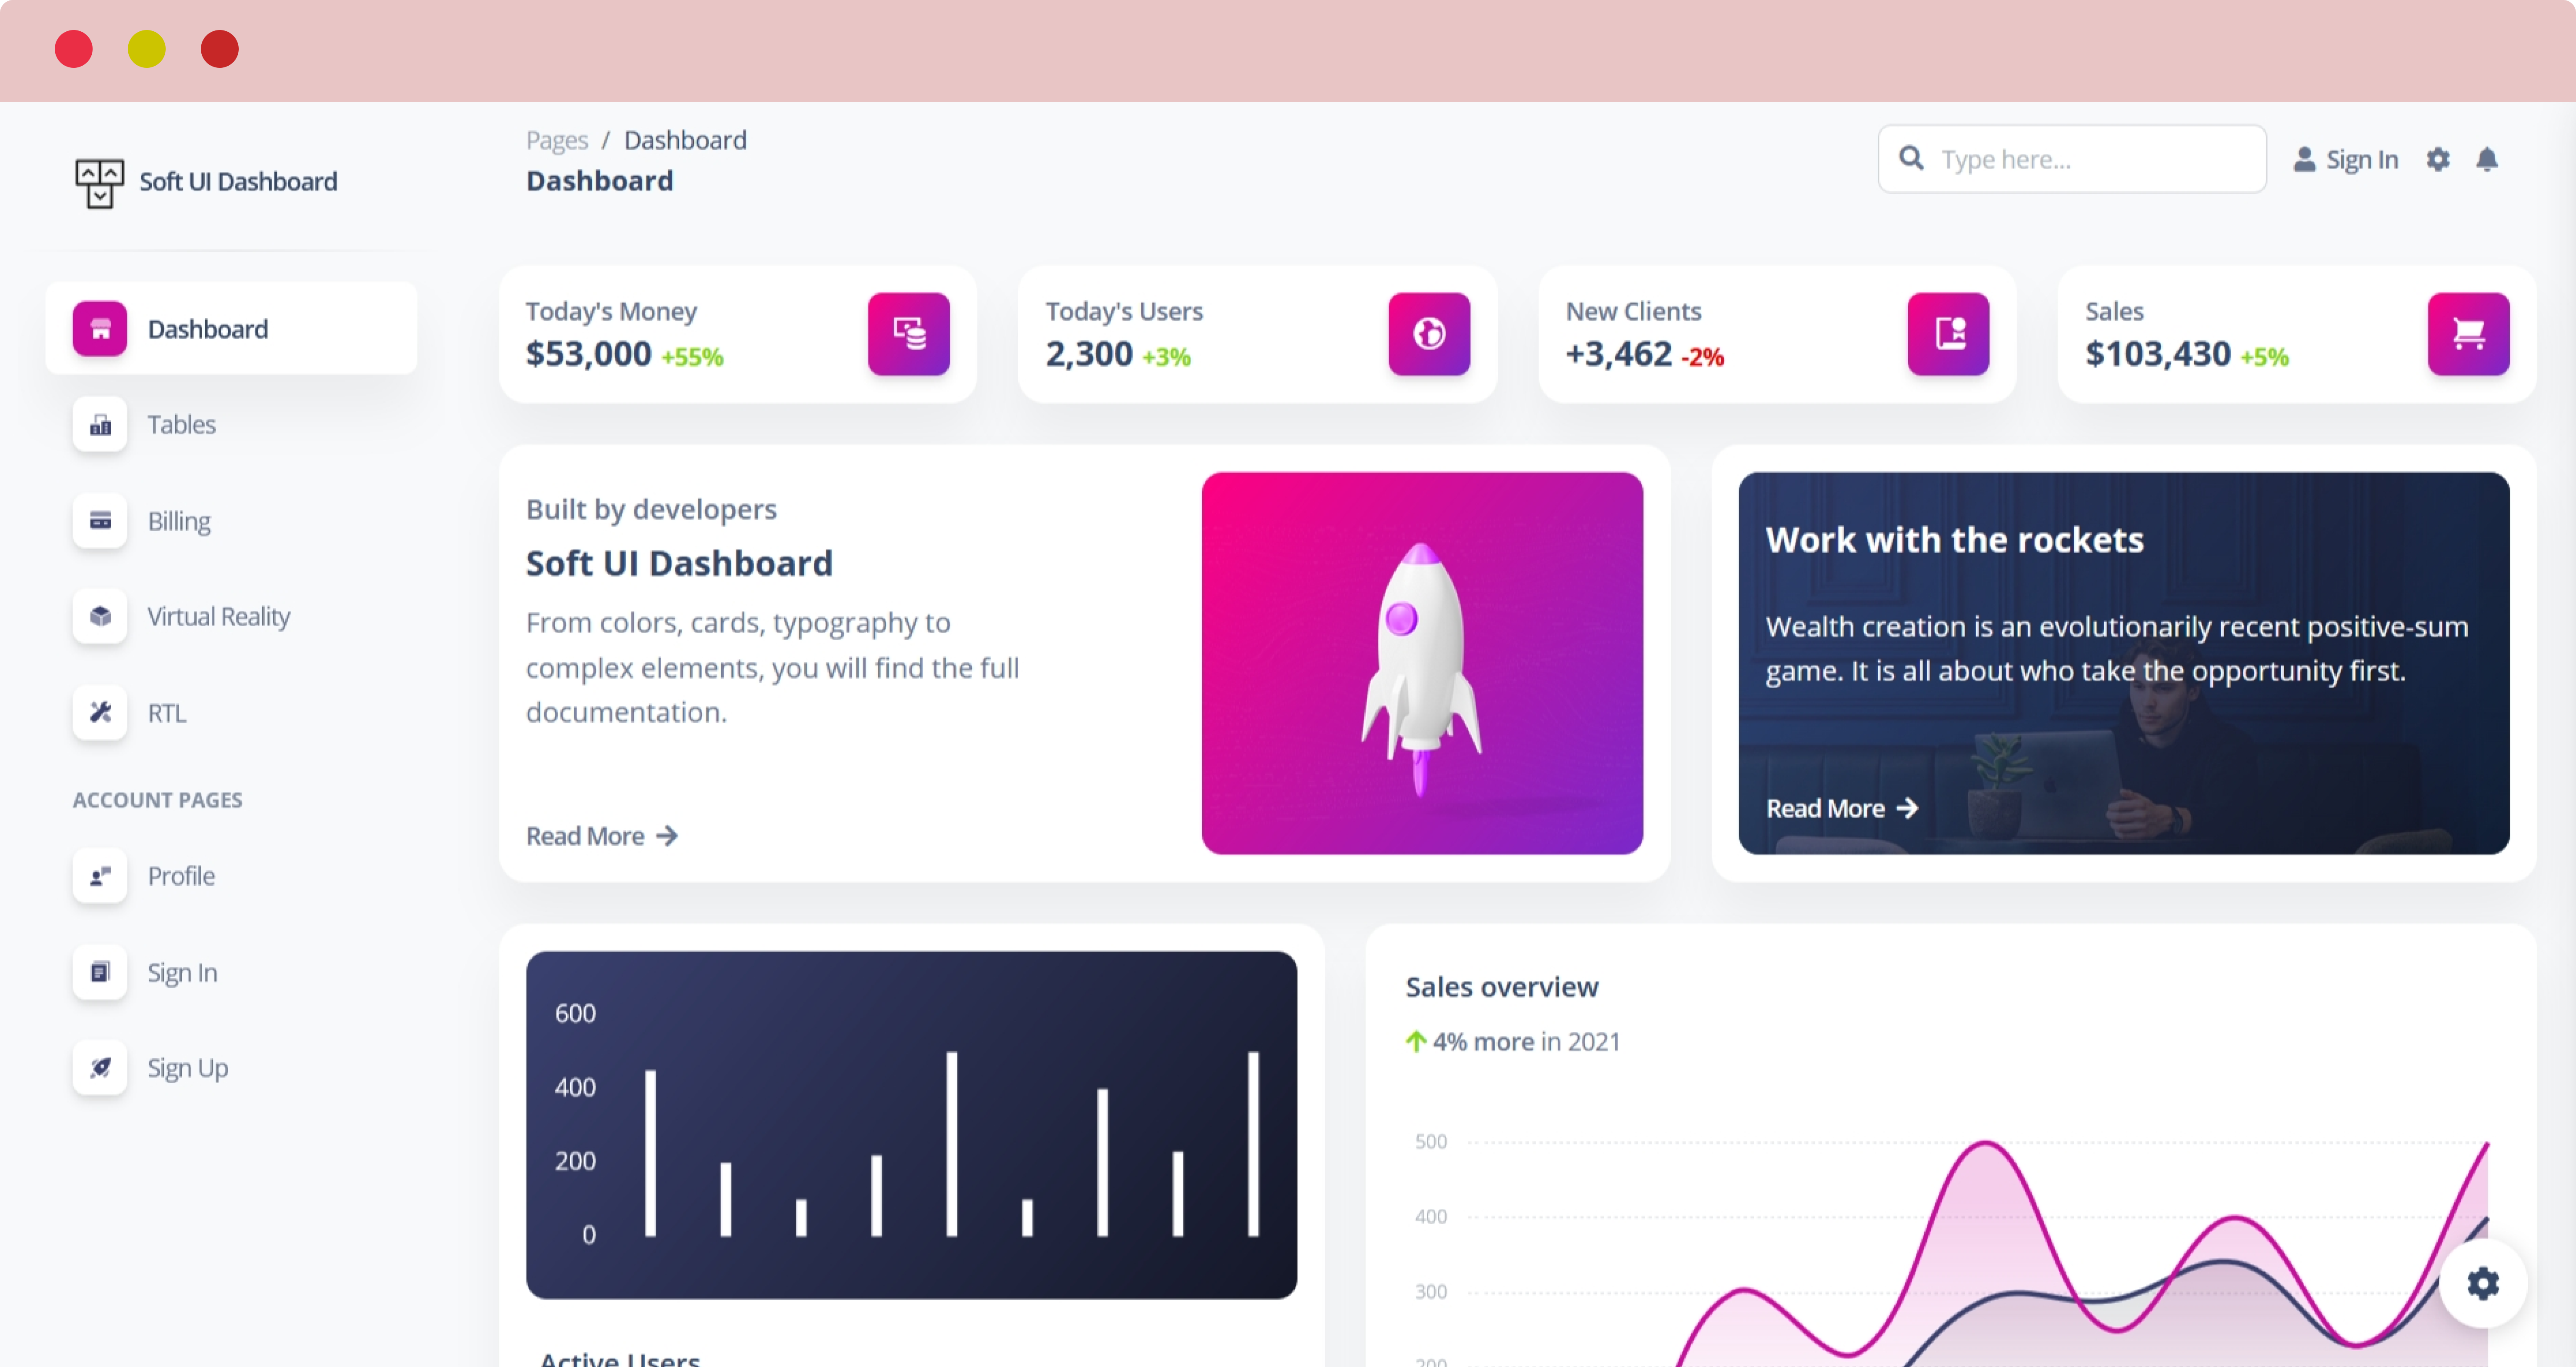 Soft UI Dashboard
Dashboard
Tables
Billing
Virtual Reality
RTL
ACCOUNT PAGES
Profile
Sign In
Sign Up
Pages / Dashboard
Dashboard
Type here...
Sign In
Today's Money
$53,000 +55%
Today's Users
2,300 +3%
New Clients
+3,462 -2%
Sales
$103,430 +5%
Built by developers
Soft UI Dashboard
From colors, cards, typography to
complex elements, you will find the full
documentation.
Read More
Work with the rockets
Wealth creation is an evolutionarily recent positive-sum
game. It is all about who take the opportunity first.
Read More
600
400
200
0
Active Users
Sales overview
4% more in 2021
500
400
300
200